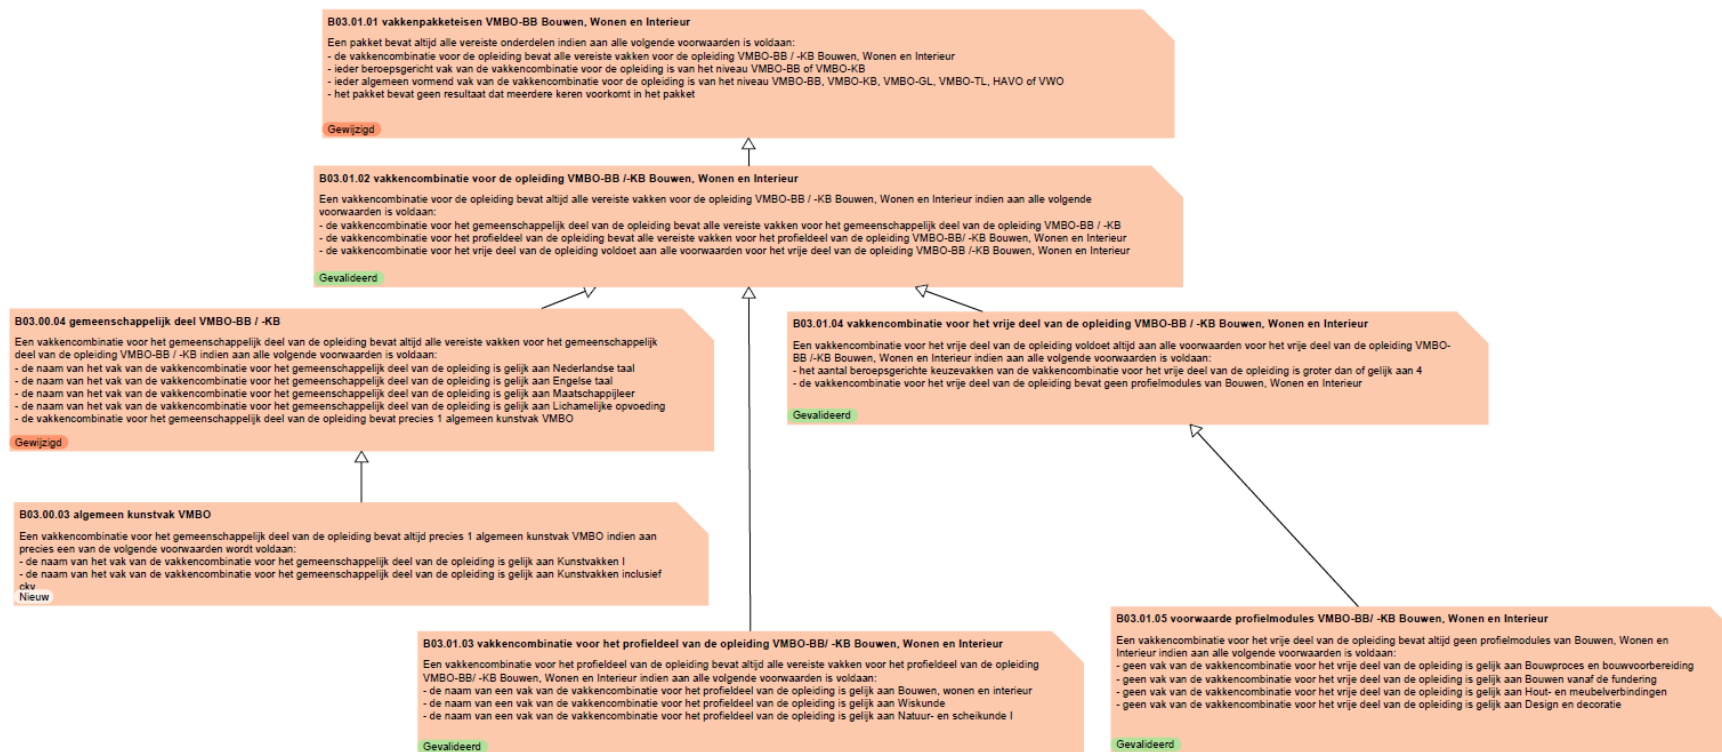 B03.01.01 vakkenpakketeisen VMBO-BB Bouwen, Wonen en Interieur
Een pakket bevat altijd alle vereiste onderdelen indien aan alle volgende voorwaarden is voldaan:
- de vakkencombinatie voor de opleiding bevat alle vereiste vakken voor de opleiding VMBO-BB / -KB Bouwen, Wonen en Interieur
- ieder beroepsgericht vak van de vakkencombinatie voor de opleiding is van het niveau VMBO-BB of VMBO-KB
- ieder algemeen vormend vak van de vakkencombinatie voor de opleiding is van het niveau VMBO-BB, VMBO-KB, VMBO-GL, VMBO-TL, HAVO of VWO
- het pakket bevat geen resultaat dat meerdere keren voorkomt in het pakket
Gewijzigd
B03.01.02 vakkencombinatie voor de opleiding VMBO-BB /-KB Bouwen, Wonen en Interieur
Een vakkencombinatie voor de opleiding bevat altijd alle vereiste vakken voor de opleiding VMBO-BB / -KB Bouwen, Wonen en Interieur indien aan alle volgende
voorwaarden is voldaan:
- de vakkencombinatie voor het gemeenschappelijk deel van de opleiding bevat alle vereiste vakken voor het gemeenschappelijk deel van de opleiding VMBO-BB / -KB
- de vakkencombinatie voor het profieldeel van de opleiding bevat alle vereiste vakken voor het profieldeel van de opleiding VMBO-BB/ -KB Bouwen, Wonen en Interieur
- de vakkencombinatie voor het vrije deel van de opleiding voldoet aan alle voorwaarden voor het vrije deel van de opleiding VMBO-BB /-KB Bouwen, Wonen en Interieur
Gevalideerd
B03.00.04 gemeenschappelijk deel VMBO-BB / -KB
Een vakkencombinatie voor het gemeenschappelijk deel van de opleiding bevat altijd alle vereiste vakken voor het gemeenschappelijk
deel van de opleiding VMBO-BB / -KB indien aan alle volgende voorwaarden is voldaan:
- de naam van het vak van de vakkencombinatie voor het gemeenschappelijk deel van de opleiding is gelijk aan Nederlandse taal
- de naam van het vak van de vakkencombinatie voor het gemeenschappelijk deel van de opleiding is gelijk aan Engelse taal
- de naam van het vak van de vakkencombinatie voor het gemeenschappelijk deel van de opleiding is gelijk aan Maatschappijleer
- de naam van het vak van de vakkencombinatie voor het gemeenschappelijk deel van de opleiding is gelijk aan Lichamelijke opvoeding
- de vakkencombinatie voor het gemeenschappelijk deel van de opleiding bevat precies 1 algemeen kunstvak VMBO
Gewijzigd
B03.01.04 vakkencombinatie voor het vrije deel van de opleiding VMBO-BB / -KB Bouwen, Wonen en Interieur
Een vakkencombinatie voor het vrije deel van de opleiding voldoet altijd aan alle voorwaarden voor het vrije deel van de opleiding VMBO-
BB /-KB Bouwen, Wonen en Interieur indien aan alle volgende voorwaarden is voldaan:
- het aantal beroepsgerichte keuzevakken van de vakkencombinatie voor het vrije deel van de opleiding is groter dan of gelijk aan 4
- de vakkencombinatie voor het vrije deel van de opleiding bevat geen profielmodules van Bouwen, Wonen en Interieur
Gevalideerd
B03.00.03 algemeen kunstvak VMBO
Een vakkencombinatie voor het gemeenschappelijk deel van de opleiding bevat altijd precies 1 algemeen kunstvak VMBO indien aan
precies een van de volgende voorwaarden wordt voldaan:
- de naam van het vak van de vakkencombinatie voor het gemeenschappelijk deel van de opleiding is gelijk aan Kunstvakken I
- de naam van het vak van de vakkencombinatie voor het gemeenschappelijk deel van de opleiding is gelijk aan Kunstvakken inclusief
ckv
Nieuw
B03.01.03 vakkencombinatie voor het profieldeel van de opleiding VMBO-BB/ -KB Bouwen, Wonen en Interieur
Een vakkencombinatie voor het profieldeel van de opleiding bevat altijd alle vereiste vakken voor het profieldeel van de opleiding
VMBO-BB/ -KB Bouwen, Wonen en Interieur indien aan alle volgende voorwaarden is voldaan:
- de naam van een vak van de vakkencombinatie voor het profieldeel van de opleiding is gelijk aan Bouwen, wonen en interieur
- de naam van een vak van de vakkencombinatie voor het profieldeel van de opleiding is gelijk aan Wiskunde
- de naam van een vak van de vakkencombinatie voor het profieldeel van de opleiding is gelijk aan Natuur- en scheikunde I
Gevalideerd
B03.01.05 voorwaarde profielmodules VMBO-BB/ -KB Bouwen, Wonen en Interieur
Een vakkencombinatie voor het vrije deel van de opleiding bevat altijd geen profielmodules van Bouwen, Wonen en
Interieur indien aan alle volgende voorwaarden is voldaan:
- geen vak van de vakkencombinatie voor het vrije deel van de opleiding is gelijk aan Bouwproces en bouwvoorbereiding
- geen vak van de vakkencombinatie voor het vrije deel van de opleiding is gelijk aan Bouwen vanaf de fundering
- geen vak van de vakkencombinatie voor het vrije deel van de opleiding is gelijk aan Hout- en meubelverbindingen
- geen vak van de vakkencombinatie voor het vrije deel van de opleiding is gelijk aan Design en decoratie
Gevalideerd